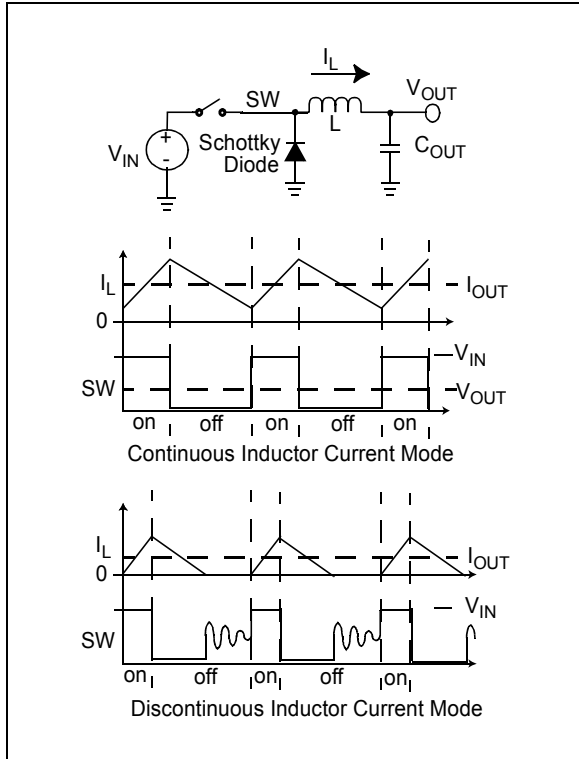 I_L
SW
V_OUT
L
V_IN
+
-
Schottky
Diode
C_OUT
I_L
I_OUT
0
V_IN
SW
V_OUT
on off on off on
Continuous Inductor Current Mode
I_L
I_OUT
0
V_IN
SW
on off on off on
Discontinuous Inductor Current Mode